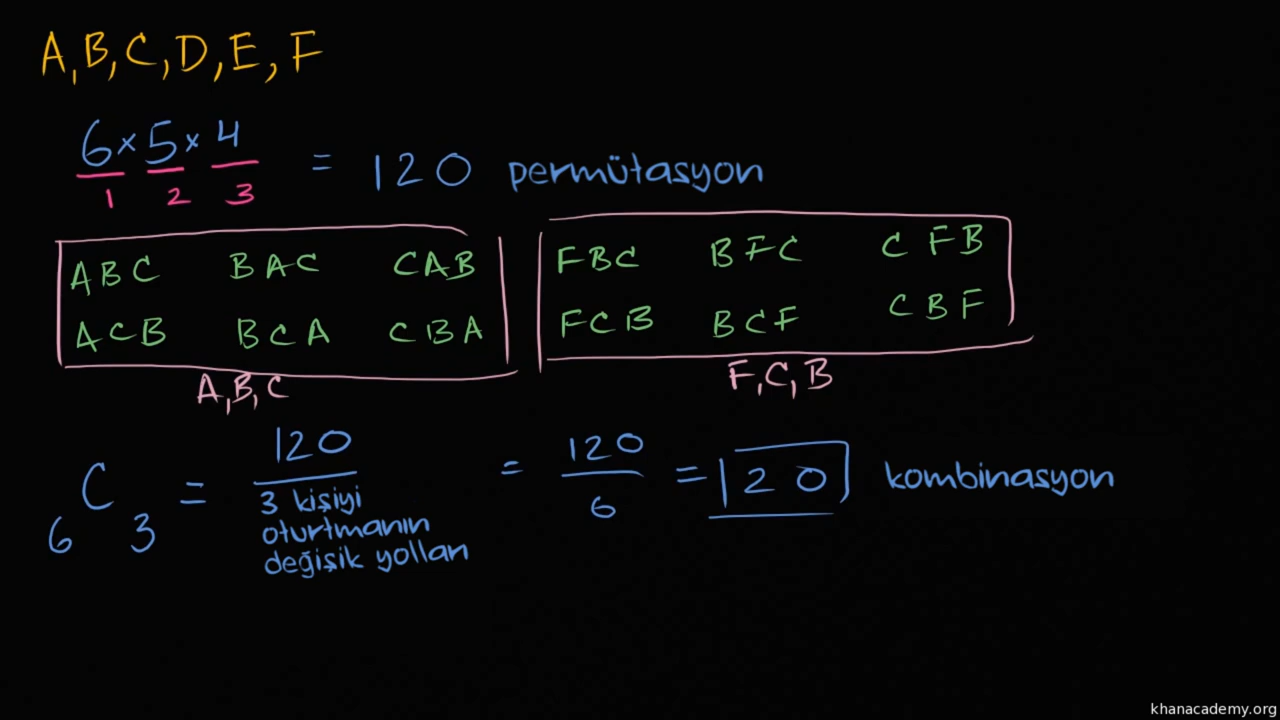 A, B, C, D, E, F
6 × 5 × 4 = 120 permütasyon
1 2 3
ABC BAC CAB FBC BFC CFB
ACB BCA CBA FCB BCF CBF
A, B, C F, C, B
6C3 = 120 / 3 kişiyi oturtmanın değişik yolları = 120 / 6 = 20 kombinasyon
khanacademy.org